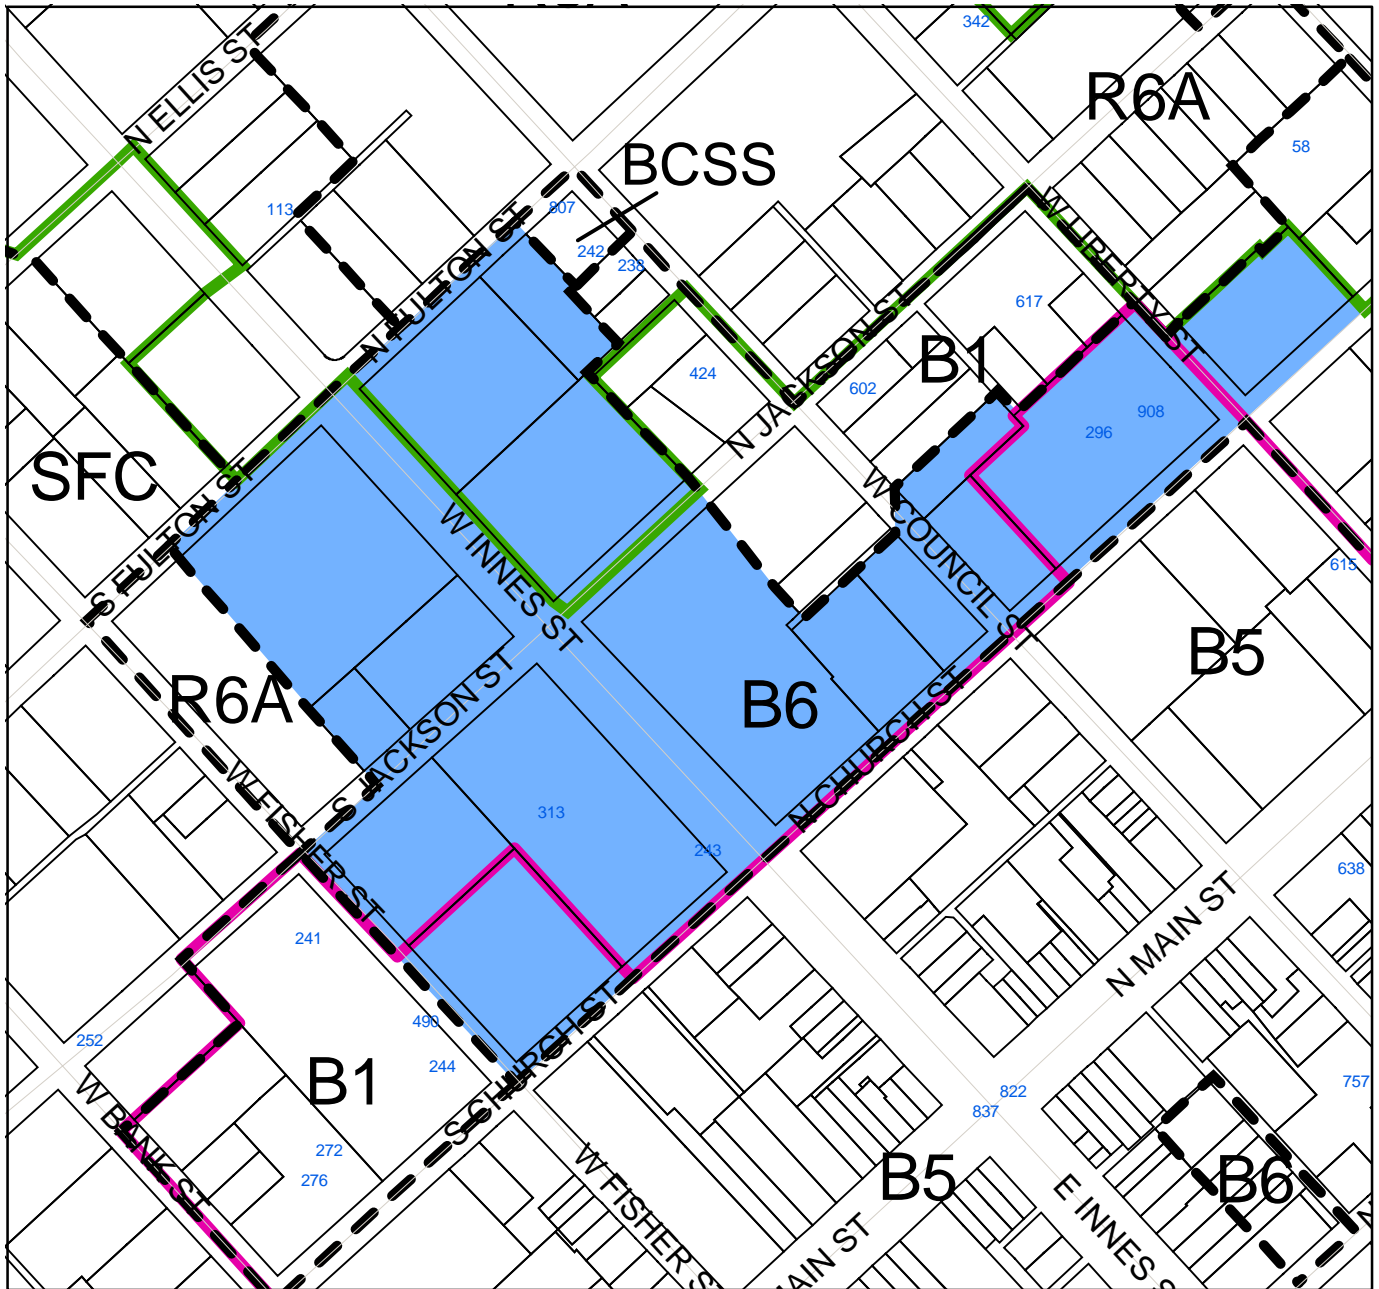 342
N ELLIS ST
R6A
58
BCSS
113
807
242
238
N FULTON ST
W LIBERTY ST
617
N JACKSON ST
B1
424
602
908
296
SFC
S FULTON ST
W INNES ST
W COUNCIL ST
615
B5
R6A
B6
S JACKSON ST
N CHURCH ST
W FISHER ST
313
243
638
N MAIN ST
241
490
252
244
B1
S CHURCH ST
W BANK ST
822
837
757
272
276
W FISHER S
B5
B6
E INNES S
MAIN ST